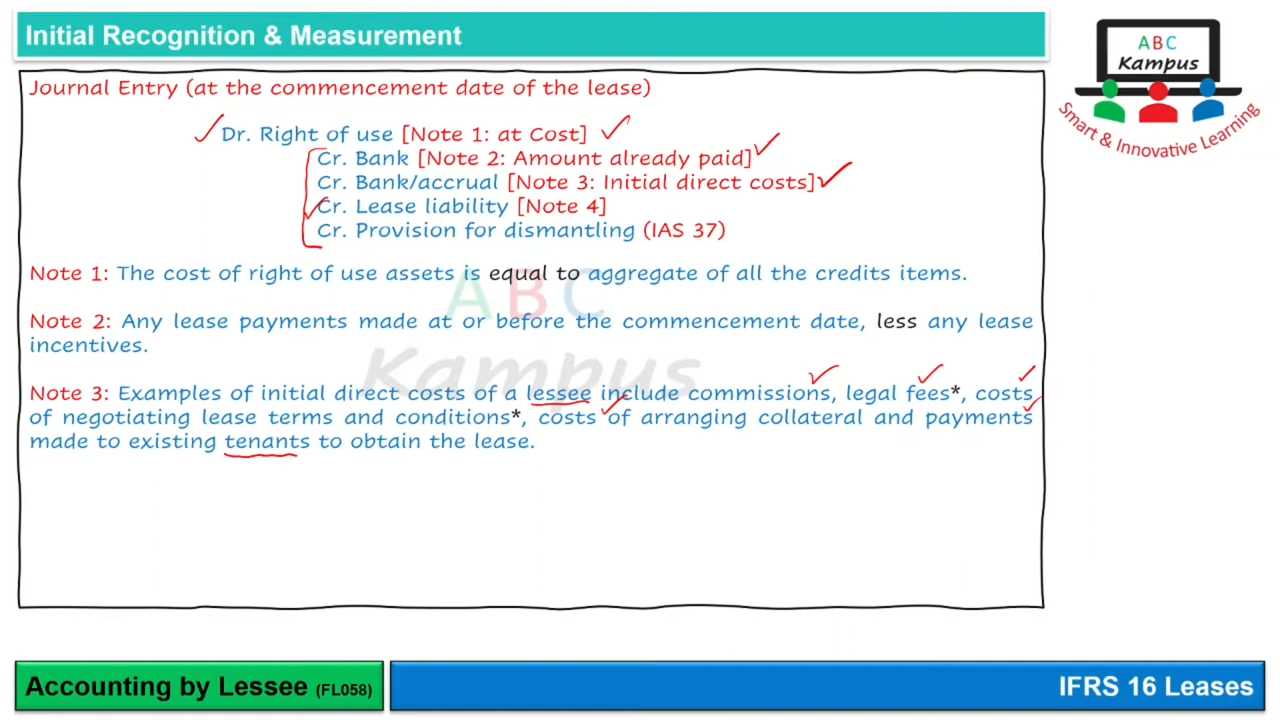 Initial Recognition & Measurement
ABC
Kampus
Smart & Innovative Learning
Journal Entry (at the commencement date of the lease)
Dr. Right of use [Note 1: at Cost]
Cr. Bank [Note 2: Amount already paid]
Cr. Bank/accrual [Note 3: Initial direct costs]
Cr. Lease liability [Note 4]
Cr. Provision for dismantling (IAS 37)
Note 1: The cost of right of use assets is equal to aggregate of all the credits items.
ABC
Kampus
Note 2: Any lease payments made at or before the commencement date, less any lease
incentives.
Note 3: Examples of initial direct costs of a lessee include commissions, legal fees*, costs
of negotiating lease terms and conditions*, costs of arranging collateral and payments
made to existing tenants to obtain the lease.
Accounting by Lessee (FL058)
IFRS 16 Leases